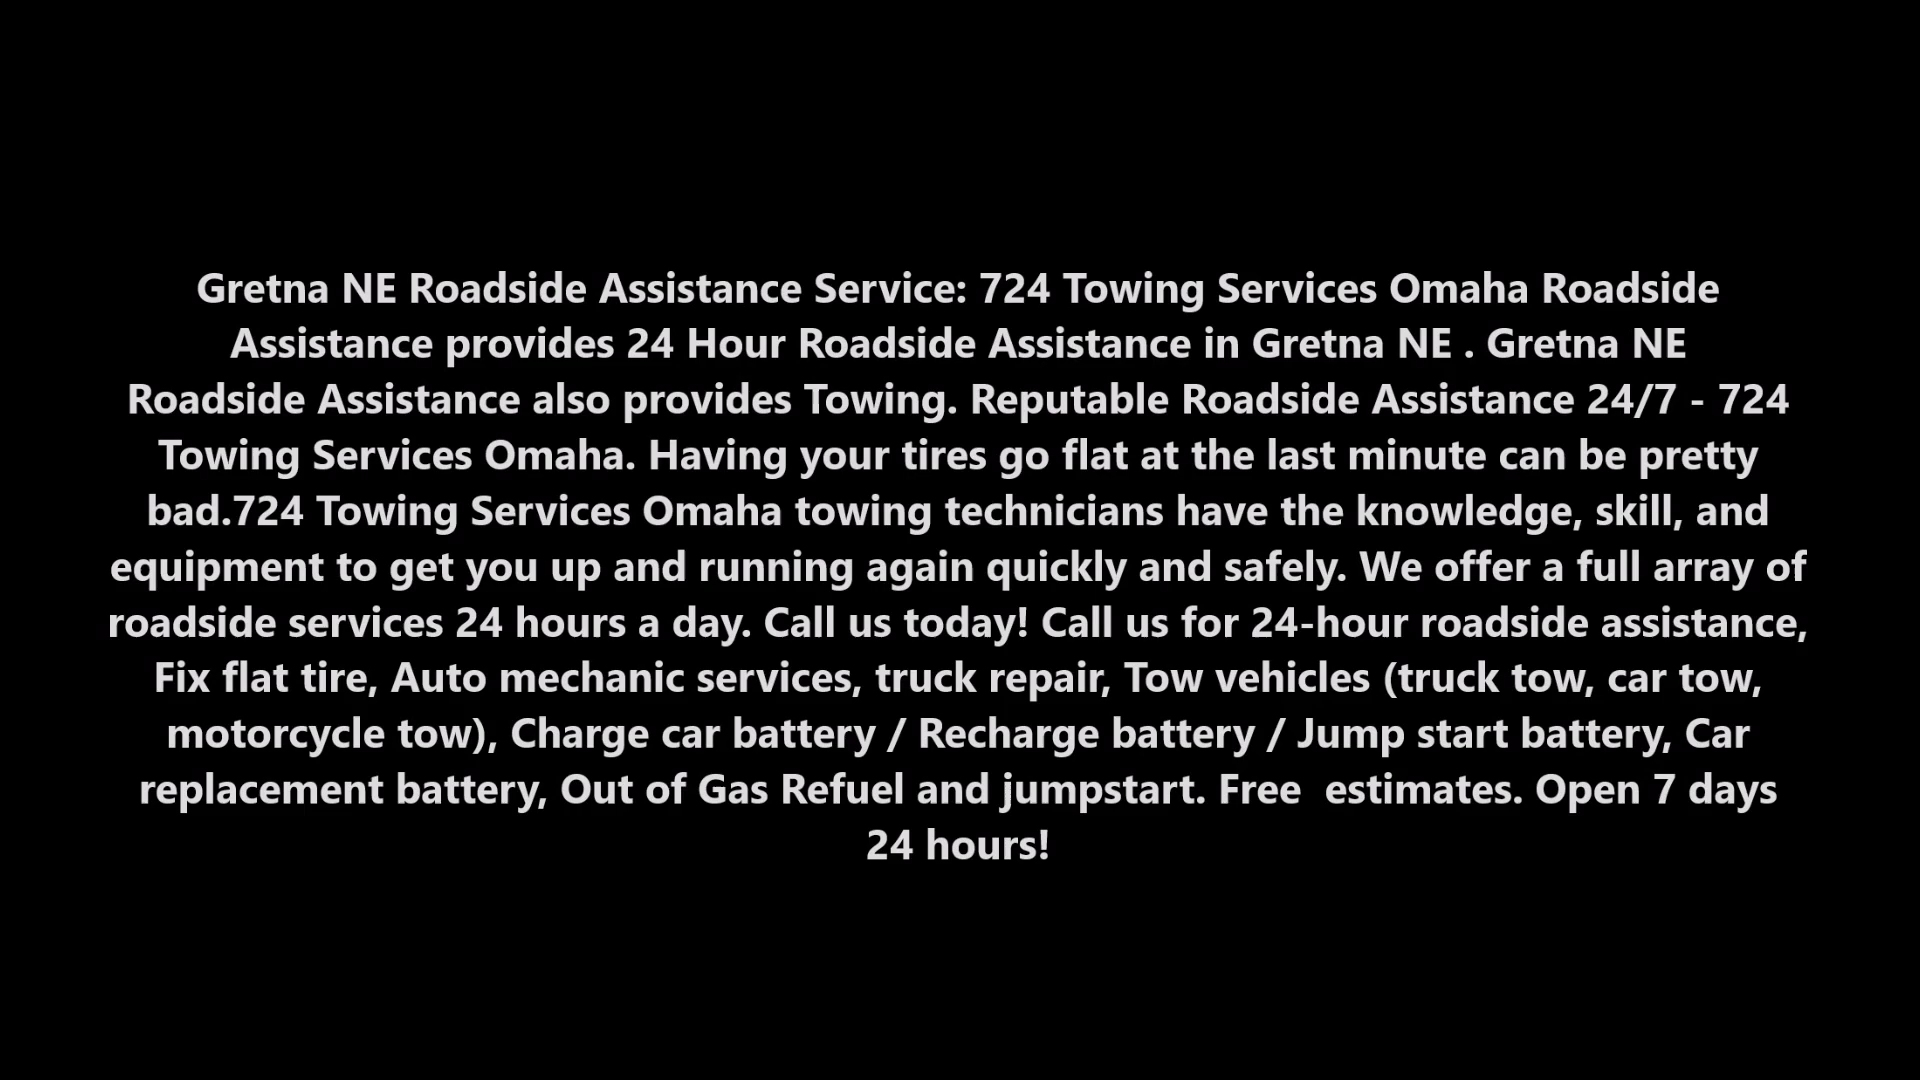 Gretna NE Roadside Assistance Service: 724 Towing Services Omaha Roadside
Assistance provides 24 Hour Roadside Assistance in Gretna NE . Gretna NE
Roadside Assistance also provides Towing. Reputable Roadside Assistance 24/7 - 724
Towing Services Omaha. Having your tires go flat at the last minute can be pretty
bad.724 Towing Services Omaha towing technicians have the knowledge, skill, and
equipment to get you up and running again quickly and safely. We offer a full array of
roadside services 24 hours a day. Call us today! Call us for 24-hour roadside assistance,
Fix flat tire, Auto mechanic services, truck repair, Tow vehicles (truck tow, car tow,
motorcycle tow), Charge car battery / Recharge battery / Jump start battery, Car
replacement battery, Out of Gas Refuel and jumpstart. Free  estimates. Open 7 days
24 hours!